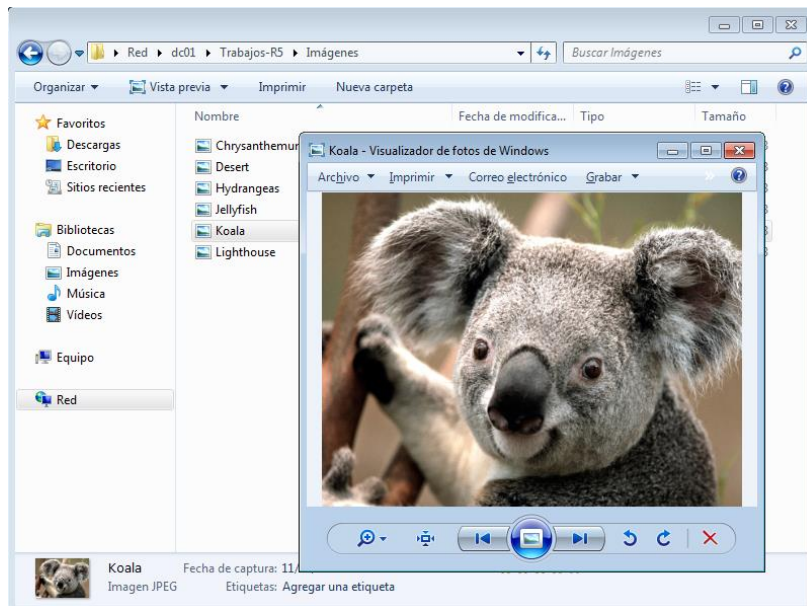 Red ▸ dc01 ▸ Trabajos-R5 ▸ Imágenes
Buscar Imágenes
Organizar Vista previa Imprimir Nueva carpeta
Nombre Fecha de modifica... Tipo Tamaño
Favoritos
Descargas
Escritorio
Sitios recientes
Bibliotecas
Documentos
Imágenes
Música
Vídeos
Equipo
Red
Chrysanthemum
Desert
Hydrangeas
Jellyfish
Koala
Lighthouse
Koala - Visualizador de fotos de Windows
Archivo Imprimir Correo electrónico Grabar
Koala Fecha de captura: 11/
Imagen JPEG Etiquetas: Agregar una etiqueta